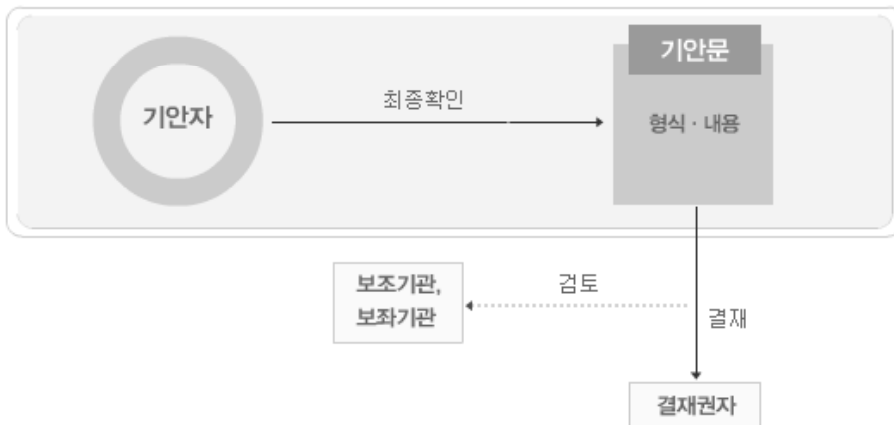 기안문
최종확인
기안자
형식 · 내용
보조기관,
보좌기관
검토
결재
결재권자